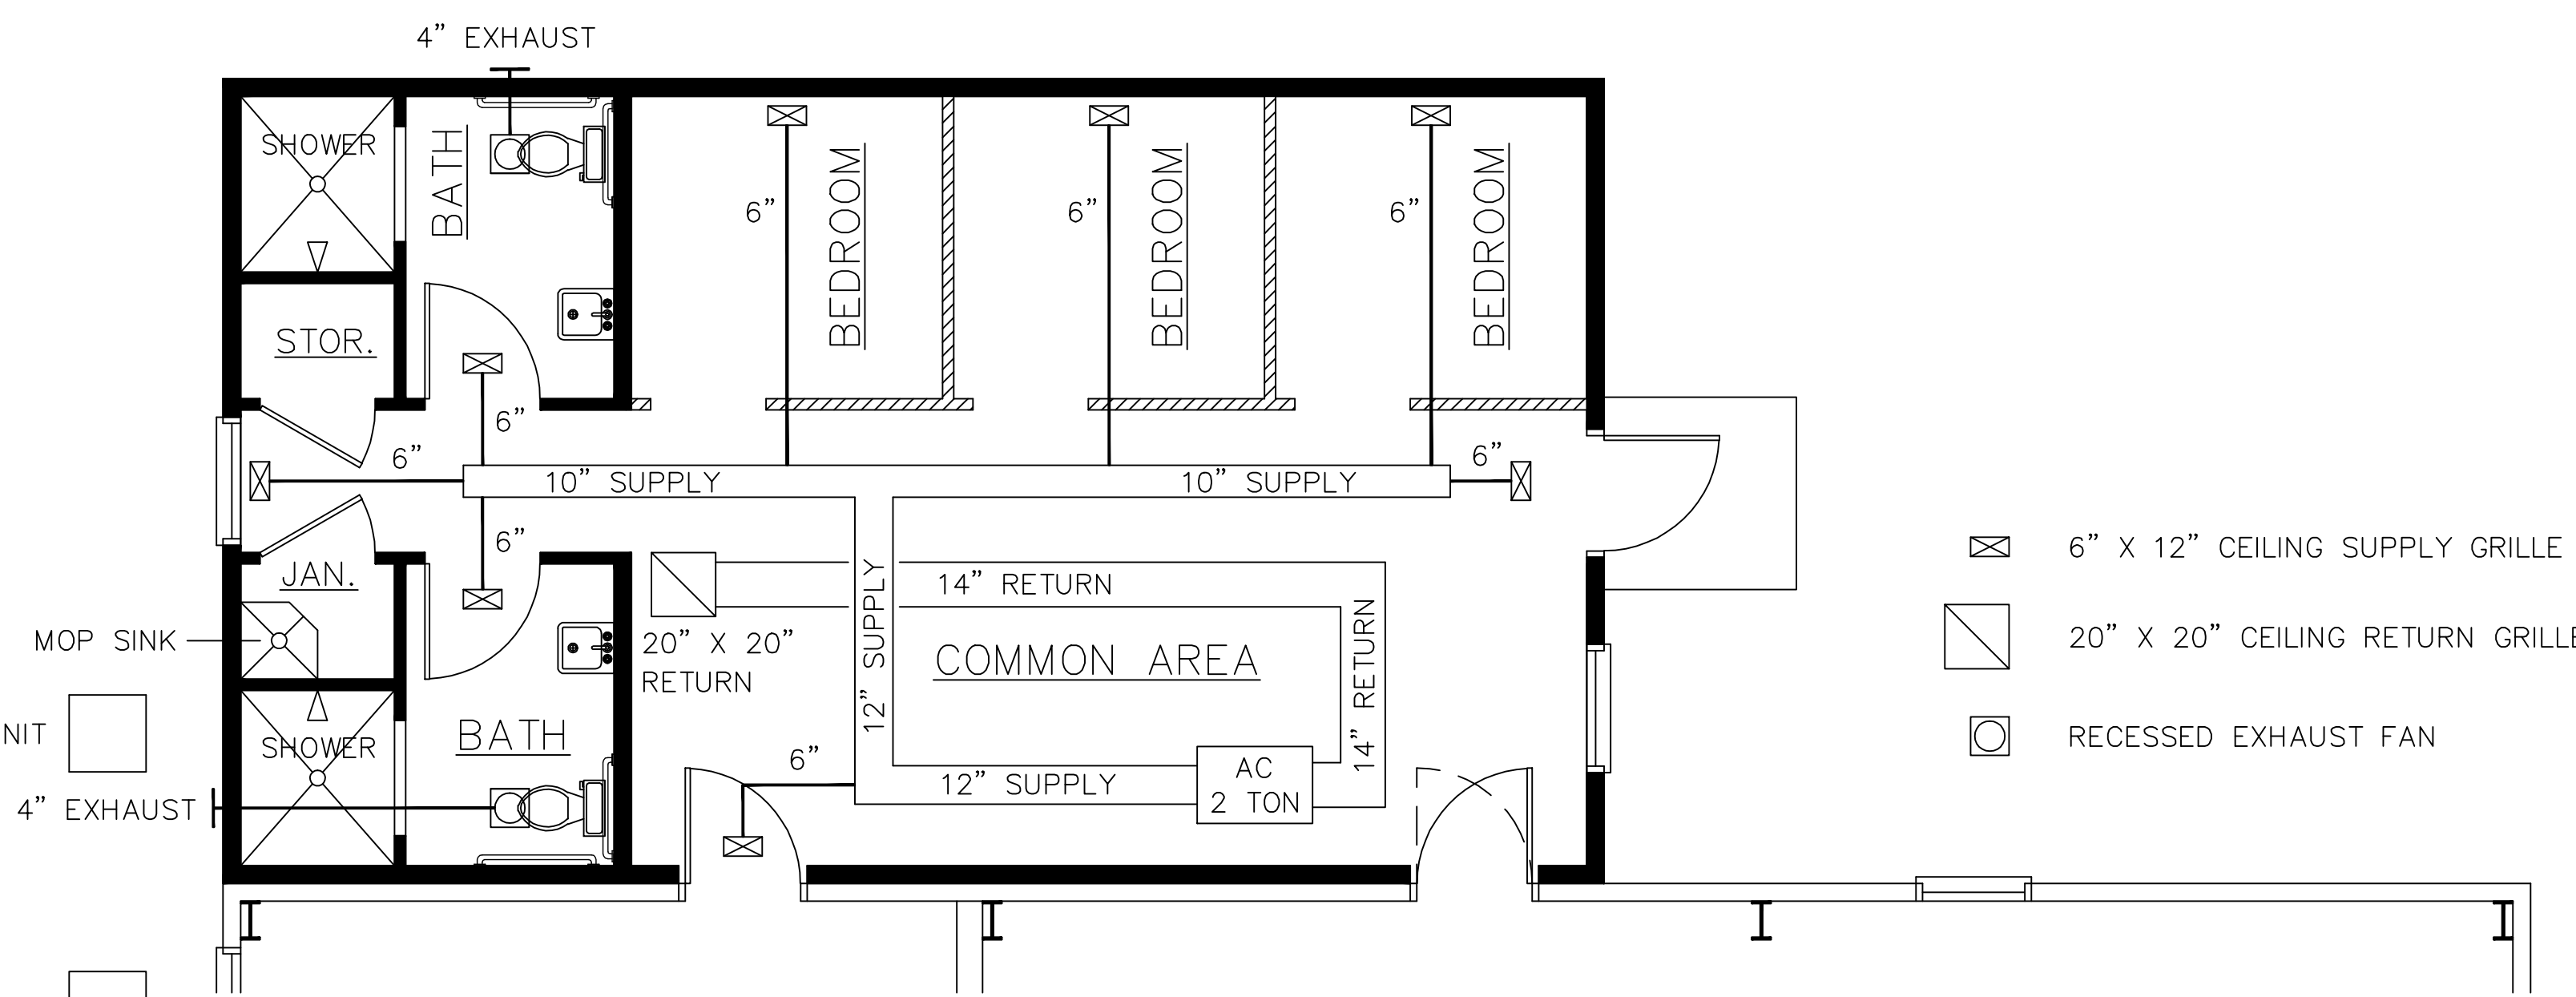 4” EXHAUST
SHOWER
BATH
BEDROOM
BEDROOM
BEDROOM
6”
6”
6”
STOR.
6”
6”
6”
10” SUPPLY
10” SUPPLY
6”
6” X 12” CEILING SUPPLY GRILLE
JAN.
14” RETURN
12” SUPPLY
14” RETURN
MOP SINK
20” X 20”
RETURN
COMMON AREA
20” X 20” CEILING RETURN GRILLE
NIT
SHOWER
BATH
RECESSED EXHAUST FAN
6”
12” SUPPLY
AC
2 TON
4” EXHAUST